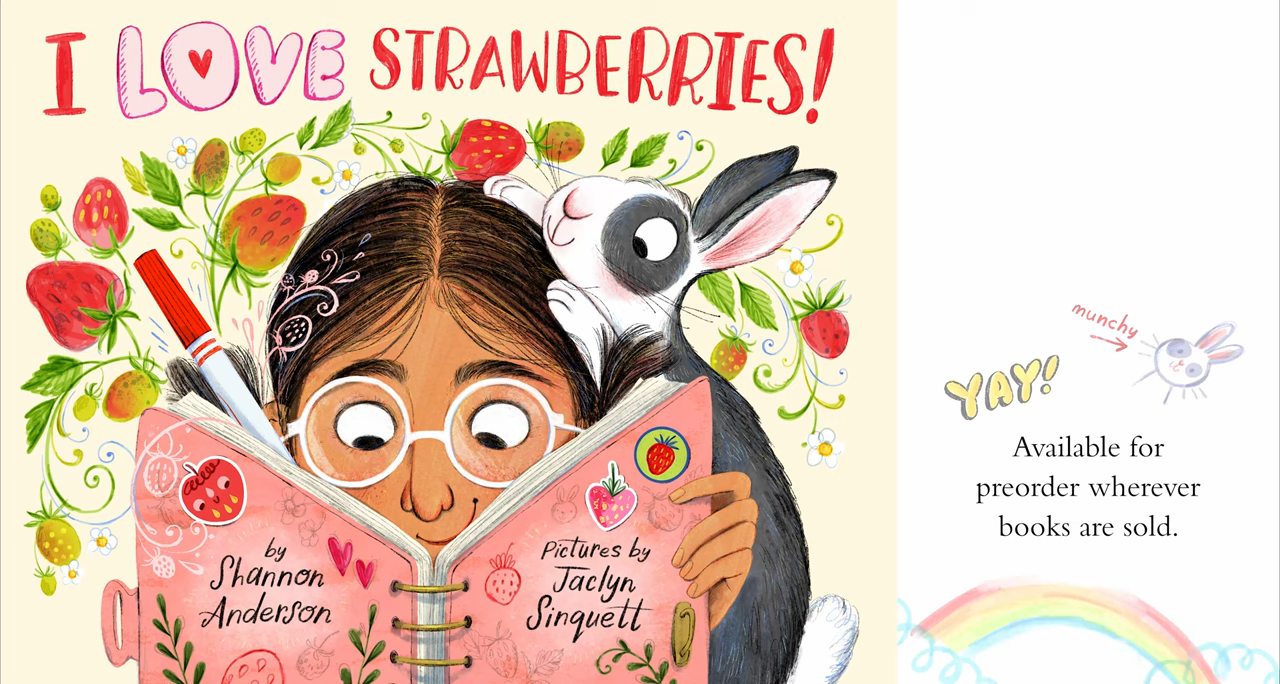 I LOVE STRAWBERRIES!
by
Shannon
Anderson
Pictures by
Jaclyn
Sinquett
munchy
YAY!
Available for
preorder wherever
books are sold.